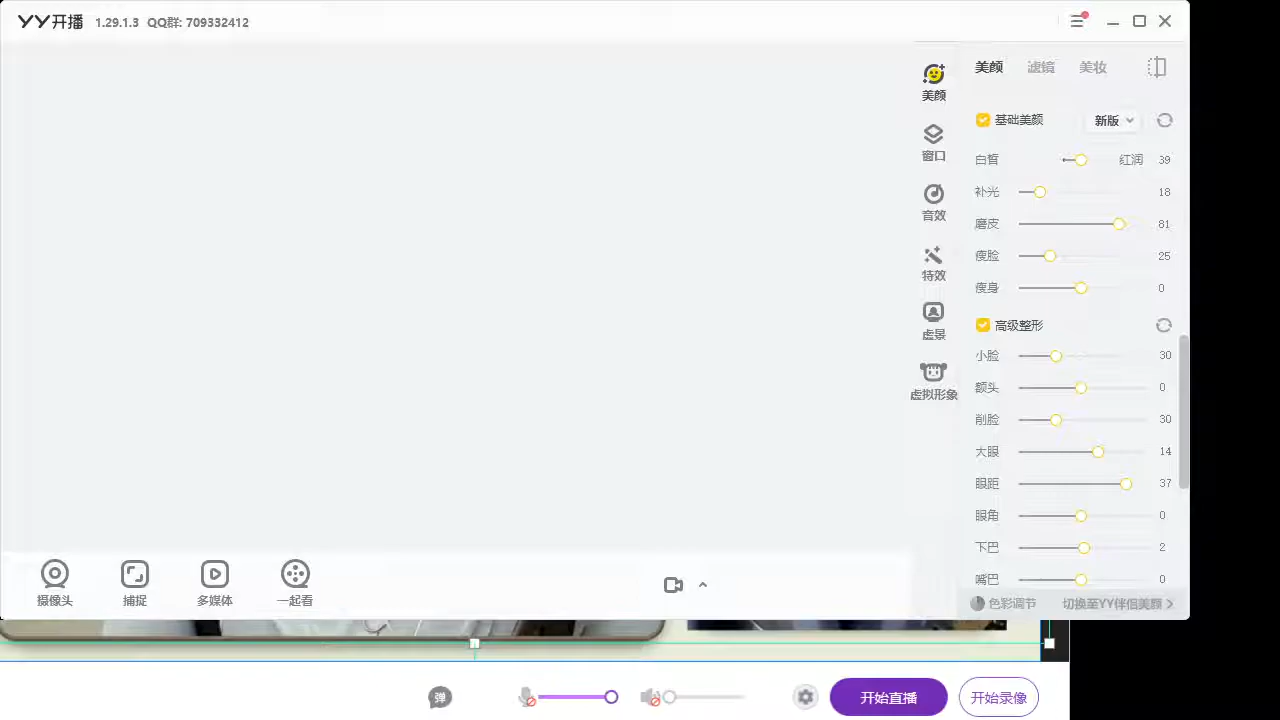 YY开播 1.29.1.3 QQ群: 709332412
美颜 滤镜 美妆
美颜
窗口
音效
特效
虚景
虚拟形象
基础美颜 新版
白皙 红润 39
补光 18
磨皮 81
瘦脸 25
瘦身 0
高级整形
小脸 30
额头 0
削脸 30
大眼 14
眼距 37
眼角 0
下巴 2
嘴巴 0
色彩调节 切换至YY伴侣美颜
摄像头 捕捉 多媒体 一起看
弹 开始直播 开始录像